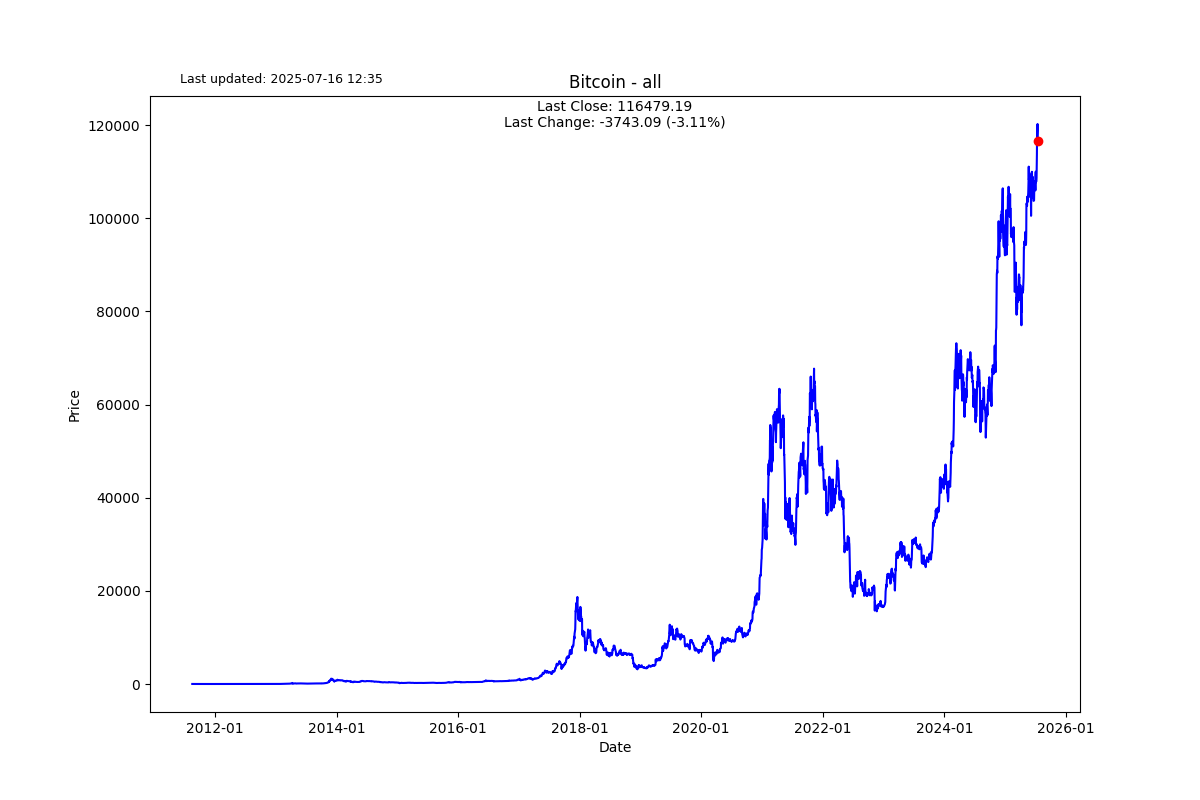 Last updated: 2025-07-16 12:35
Bitcoin - all
Last Close: 116479.19
Last Change: -3743.09 (-3.11%)
120000
100000
80000
60000
40000
20000
0
Price
2012-01
2014-01
2016-01
2018-01
2020-01
2022-01
2024-01
2026-01
Date